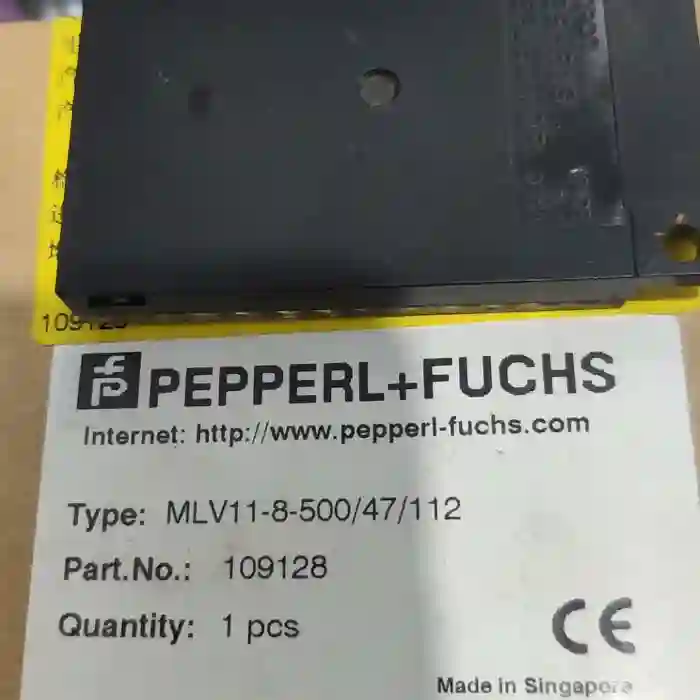 PEPPERL+FUCHS
Internet: http://www.pepperl-fuchs.com
Type: MLV11-8-500/47/112
Part.No.: 109128
Quantity: 1 pcs
CE
Made in Singapore